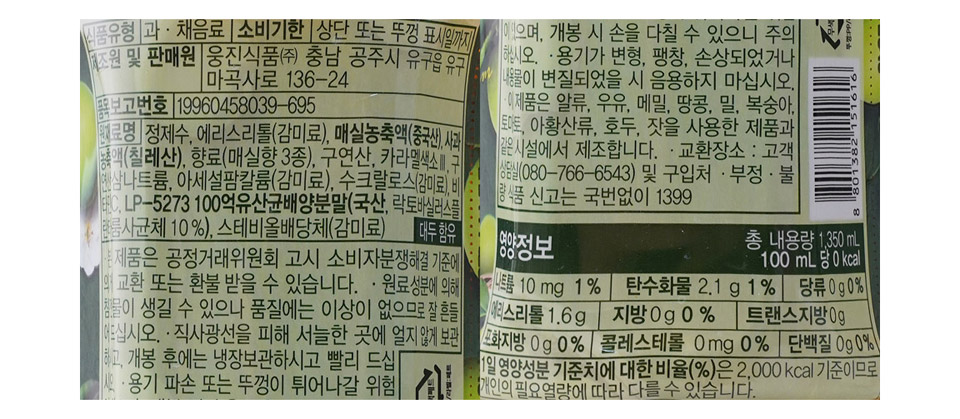 식품유형 과·채음료 소비기한 상단 또는 뚜껑 표시일까지
제조원 및 판매원 웅진식품㈜ 충남 공주시 유구읍 유구
마곡사로 136-24
품목보고번호 19960458039-695
원재료명 정제수, 에리스리톨(감미료), 매실농축액(중국산), 사과
농축액(칠레산), 향료(매실향 3종), 구연산, 카라멜색소Ⅲ, 구
연산삼나트륨, 아세설팜칼륨(감미료), 수크랄로스(감미료), 비
타민C, LP-5273 100억유산균배양분말(국산, 락토바실러스플
란타룸사균체 10%), 스테비올배당체(감미료) 대두 함유
제품은 공정거래위원회 고시 소비자분쟁해결 기준에
교환 또는 환불 받을 수 있습니다. ·원료성분에 의해
침전물이 생길 수 있으나 품질에는 이상이 없으므로 잘 흔들
어 드십시오. ·직사광선을 피해 서늘한 곳에 얼지 않게 보관
하고, 개봉 후에는 냉장보관하시고 빨리 드십
시오. ·용기 파손 또는 뚜껑이 튀어나갈 위험
있으며, 개봉 시 손을 다칠 수 있으니 주의
하십시오. ·용기가 변형, 팽창, 손상되었거나
내용물이 변질되었을 시 음용하지 마십시오.
·이제품은 알류, 우유, 메밀, 땅콩, 밀, 복숭아,
토마토, 아황산류, 호두, 잣을 사용한 제품과
같은 시설에서 제조합니다. ·교환장소 : 고객
상담실(080-766-6543) 및 구입처 ·부정·불
량식품 신고는 국번없이 1399
8 801382 151616
영양정보 총 내용량 1,350 mL
100 mL 당 0 kcal
나트륨 10 mg 1% 탄수화물 2.1 g 1% 당류 0g 0%
에리스리톨 1.6g 지방 0g 0% 트랜스지방 0g
포화지방 0g 0% 콜레스테롤 0mg 0% 단백질 0g 0%
1일 영양성분 기준치에 대한 비율(%)은 2,000 kcal 기준이므로
개인의 필요열량에 따라 다를 수 있습니다.